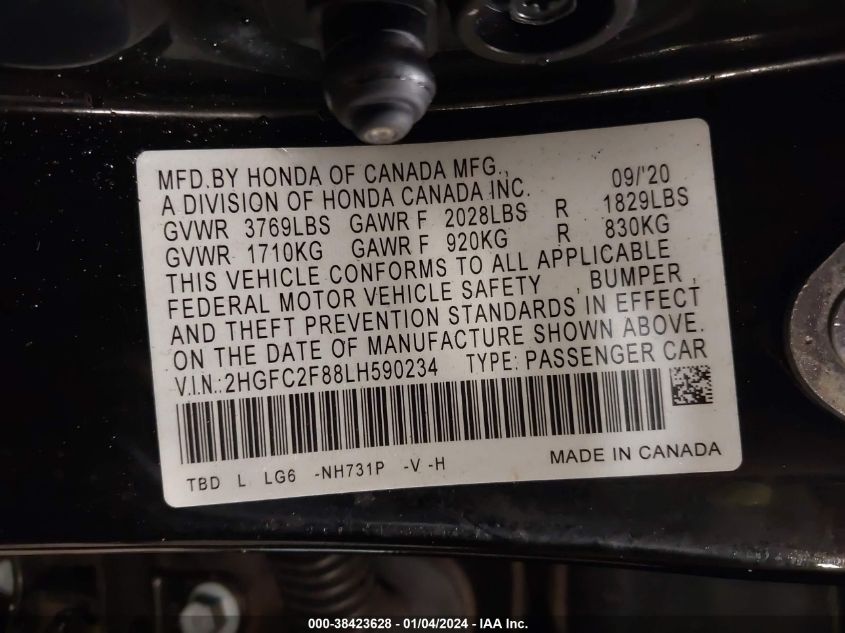 MFD.BY HONDA OF CANADA MFG., 09/'20
A DIVISION OF HONDA CANADA INC.
GVWR 3769LBS GAWR F 2028LBS R 1829LBS
GVWR 1710KG GAWR F 920KG R 830KG
THIS VEHICLE CONFORMS TO ALL APPLICABLE
FEDERAL MOTOR VEHICLE SAFETY , BUMPER ,
AND THEFT PREVENTION STANDARDS IN EFFECT
ON THE DATE OF MANUFACTURE SHOWN ABOVE.
V.I.N.:2HGFC2F88LH590234 TYPE: PASSENGER CAR
TBD L LG6 -NH731P -V -H MADE IN CANADA
000-38423628 - 01/04/2024 - IAA Inc.